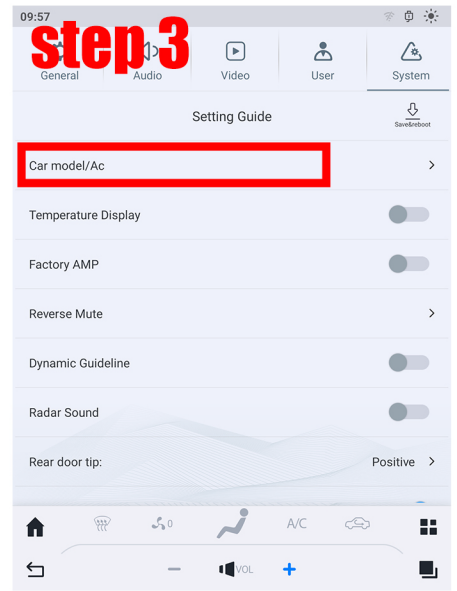 09:57
step 3
General Audio Video User System
Setting Guide
Save&reboot
Car model/Ac
Temperature Display
Factory AMP
Reverse Mute
Dynamic Guideline
Radar Sound
Rear door tip: Positive
0 A/C
VOL